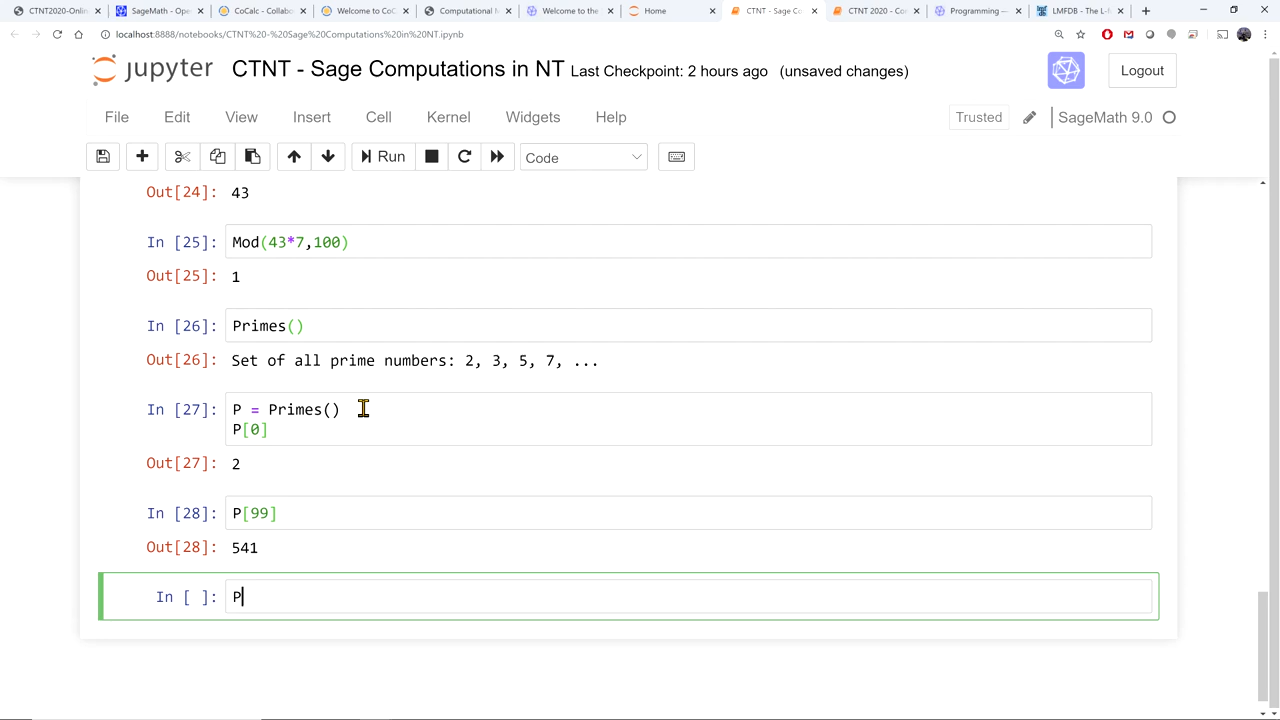 CTNT2020-Onlin
SageMath - Ope
CoCalc - Collabo
Welcome to CoC
Computational N
Welcome to the
Home
CTNT - Sage Co
CTNT 2020 - Co
Programming —
LMFDB - The L-f
localhost:8888/notebooks/CTNT%20-%20Sage%20Computations%20in%20NT.ipynb
jupyter CTNT - Sage Computations in NT Last Checkpoint: 2 hours ago (unsaved changes) Logout
File Edit View Insert Cell Kernel Widgets Help Trusted SageMath 9.0
Run Code
Out[24]: 43
In [25]: Mod(43*7,100)
Out[25]: 1
In [26]: Primes()
Out[26]: Set of all prime numbers: 2, 3, 5, 7, ...
In [27]: P = Primes()
P[0]
Out[27]: 2
In [28]: P[99]
Out[28]: 541
In [ ]: P